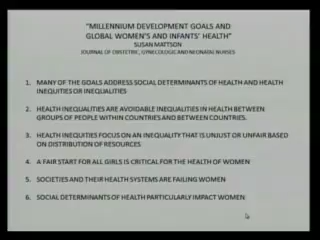 "MILLENNIUM DEVELOPMENT GOALS AND
GLOBAL WOMEN'S AND INFANTS' HEALTH"
SUSAN MATTSON
JOURNAL OF OBSTETRIC, GYNECOLOGIC AND NEONATAL NURSES
1. MANY OF THE GOALS ADDRESS SOCIAL DETERMINANTS OF HEALTH AND HEALTH
INEQUITIES OR INEQUALITIES
2. HEALTH INEQUALITIES ARE AVOIDABLE INEQUALITIES IN HEALTH BETWEEN
GROUPS OF PEOPLE WITHIN COUNTRIES AND BETWEEN COUNTRIES.
3. HEALTH INEQUITIES FOCUS ON AN INEQUALITY THAT IS UNJUST OR UNFAIR BASED
ON DISTRIBUTION OF RESOURCES
4. A FAIR START FOR ALL GIRLS IS CRITICAL FOR THE HEALTH OF WOMEN
5. SOCIETIES AND THEIR HEALTH SYSTEMS ARE FAILING WOMEN
6. SOCIAL DETERMINANTS OF HEALTH PARTICULARLY IMPACT WOMEN